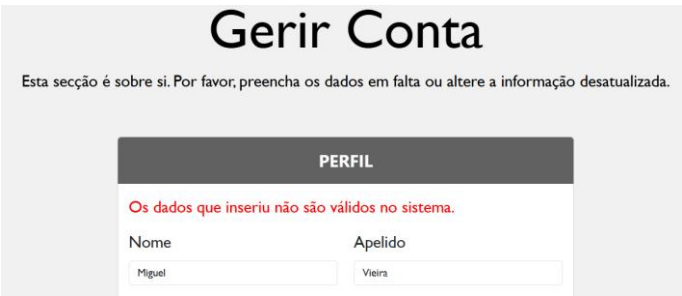 Gerir Conta
Esta secção é sobre si. Por favor, preencha os dados em falta ou altere a informação desatualizada.
PERFIL
Os dados que inseriu não são válidos no sistema.
Nome Apelido
Miguel Vieira